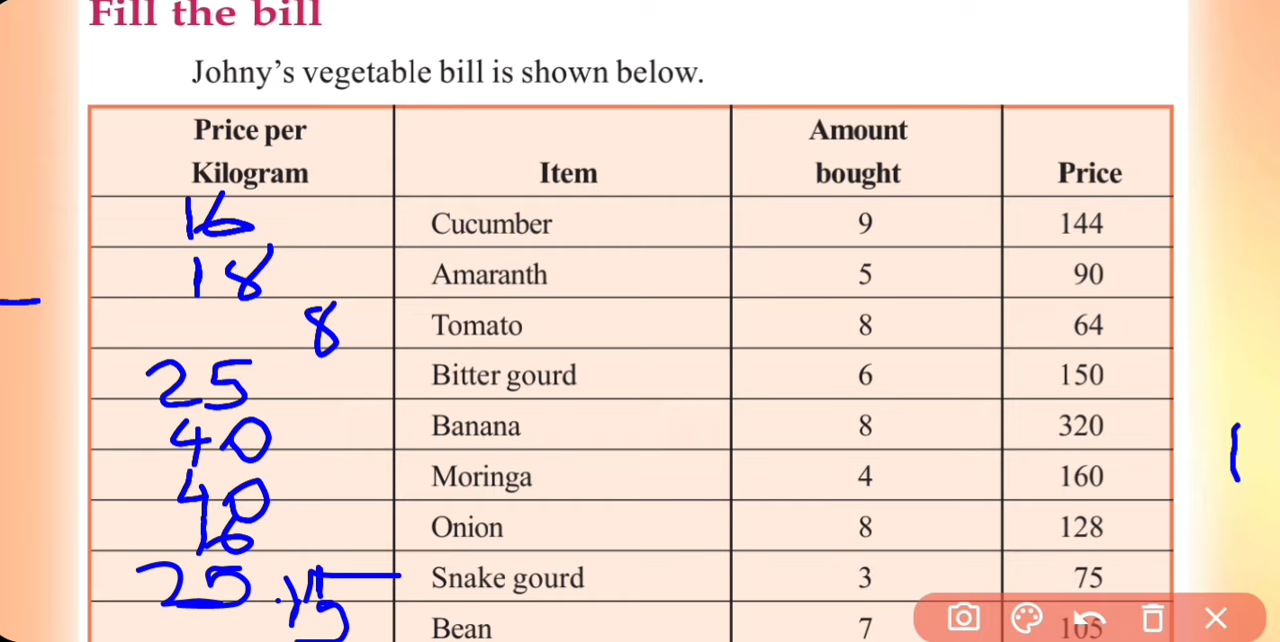 Fill the bill
Johny's vegetable bill is shown below.
Price per Kilogram Item Amount bought Price
16 Cucumber 9 144
18 Amaranth 5 90
8 Tomato 8 64
25 Bitter gourd 6 150
40 Banana 8 320
40 Moringa 4 160
16 Onion 8 128
25 Snake gourd 3 75
15 Bean 7 105